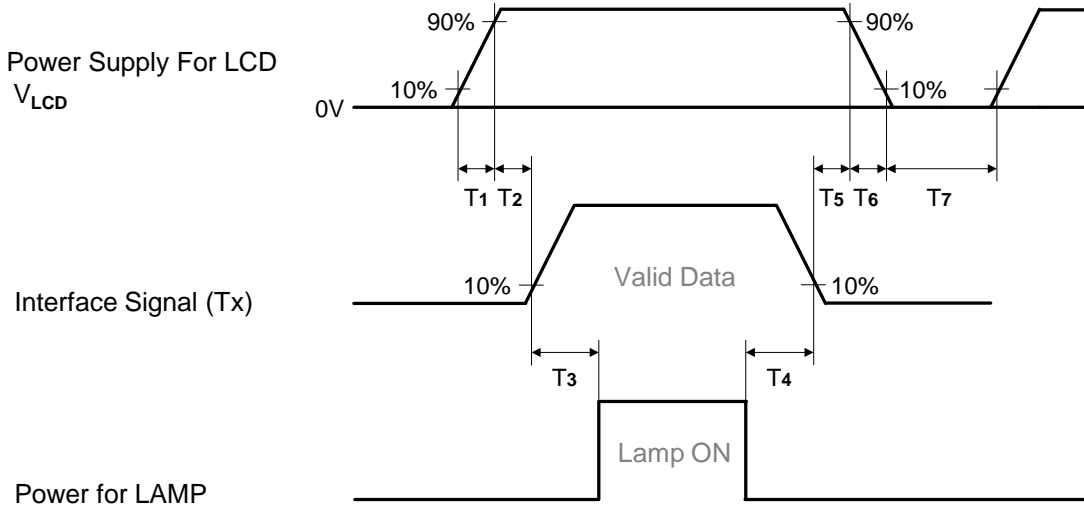 90%
90%
Power Supply For LCD
VLCD
10%
10%
0V
T1
T2
T5
T6
T7
Valid Data
10%
10%
Interface Signal (Tx)
T3
T4
Lamp ON
Power for LAMP